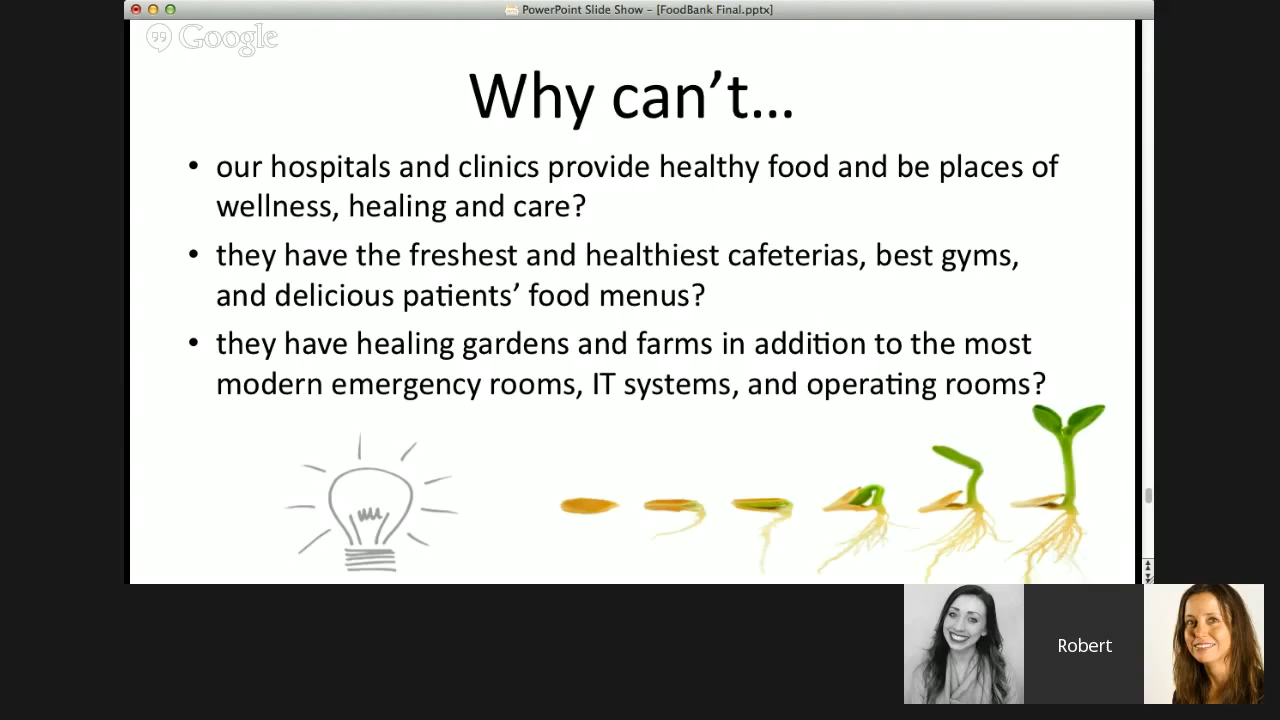 PowerPoint Slide Show - [FoodBank Final.pptx]
Google
Why can’t…
• our hospitals and clinics provide healthy food and be places of
wellness, healing and care?
• they have the freshest and healthiest cafeterias, best gyms,
and delicious patients’ food menus?
• they have healing gardens and farms in addition to the most
modern emergency rooms, IT systems, and operating rooms?
Robert